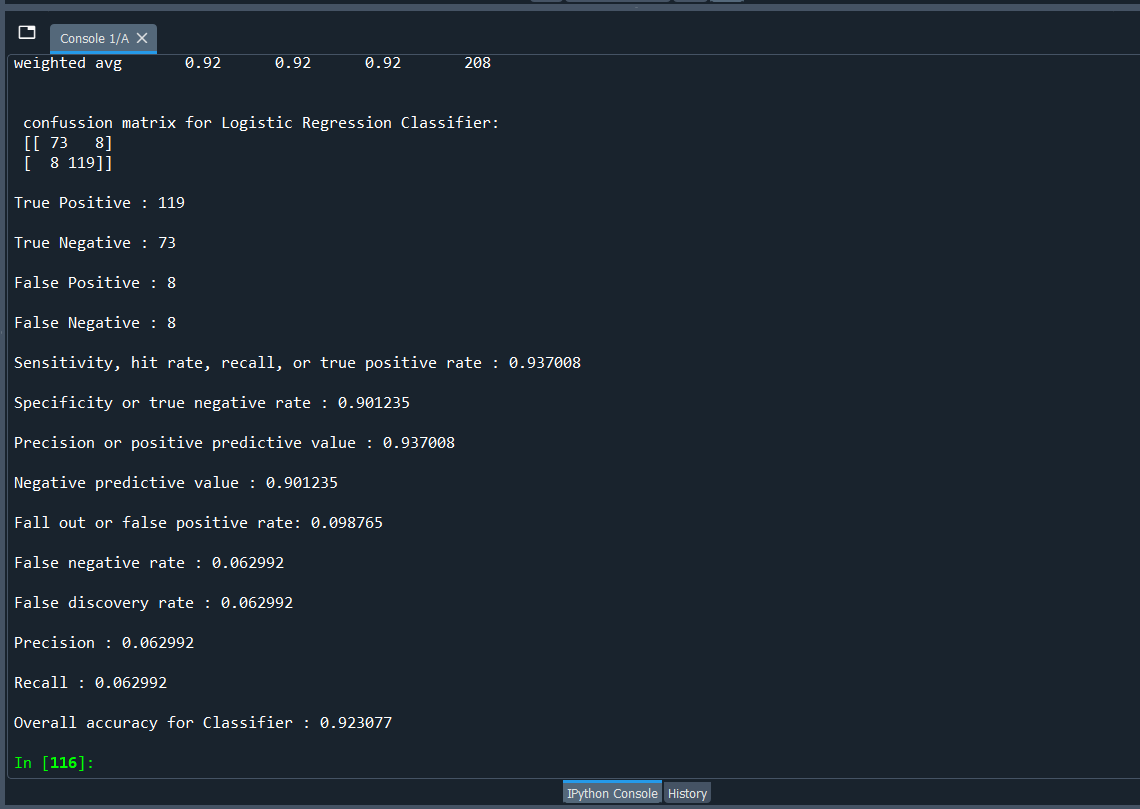 Console 1/A
weighted avg 0.92 0.92 0.92 208
confussion matrix for Logistic Regression Classifier:
[[ 73 8]
[ 8 119]]
True Positive : 119
True Negative : 73
False Positive : 8
False Negative : 8
Sensitivity, hit rate, recall, or true positive rate : 0.937008
Specificity or true negative rate : 0.901235
Precision or positive predictive value : 0.937008
Negative predictive value : 0.901235
Fall out or false positive rate: 0.098765
False negative rate : 0.062992
False discovery rate : 0.062992
Precision : 0.062992
Recall : 0.062992
Overall accuracy for Classifier : 0.923077
In [116]:
IPython Console History